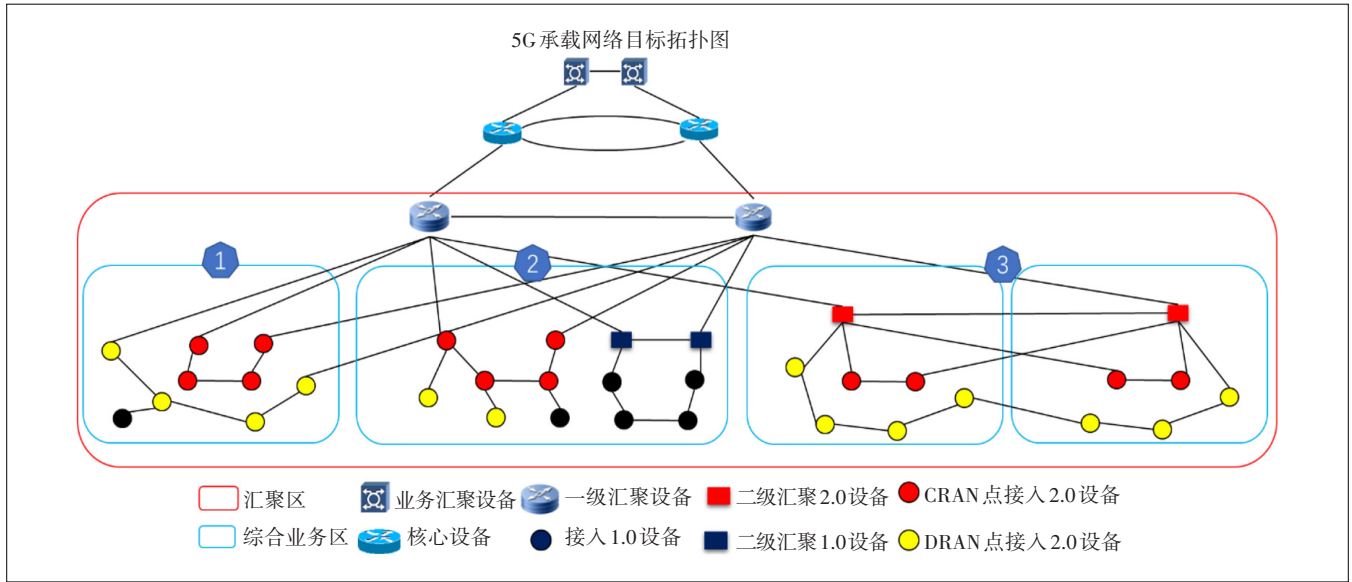 5G承载网络目标拓扑图
1
2
3
汇聚区 业务汇聚设备 一级汇聚设备 二级汇聚2.0设备 CRAN点接入2.0设备
综合业务区 核心设备 接入1.0设备 二级汇聚1.0设备 DRAN点接入2.0设备